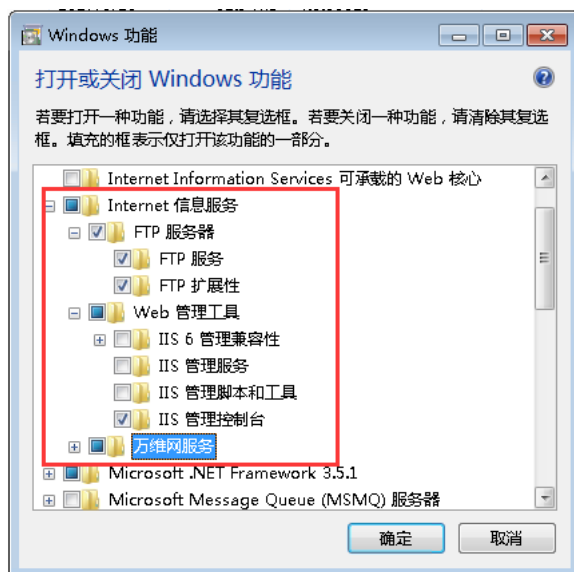 Windows 功能
打开或关闭 Windows 功能
若要打开一种功能，请选择其复选框。若要关闭一种功能，请清除其复选
框。填充的框表示仅打开该功能的一部分。
Internet Information Services 可承载的 Web 核心
Internet 信息服务
FTP 服务器
FTP 服务
FTP 扩展性
Web 管理工具
IIS 6 管理兼容性
IIS 管理服务
IIS 管理脚本和工具
IIS 管理控制台
万维网服务
Microsoft .NET Framework 3.5.1
Microsoft Message Queue (MSMQ) 服务器
确定
取消